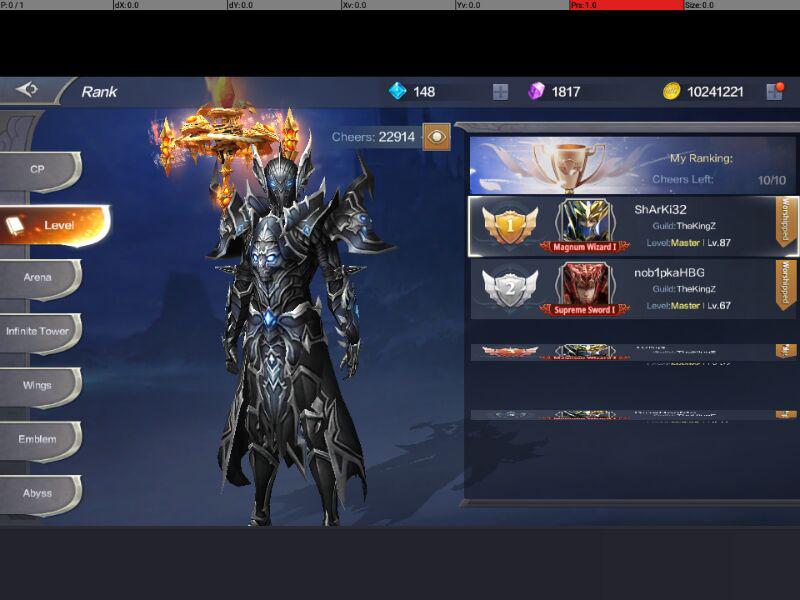 P: 0 / 1 dX: 0.0 dY: 0.0 Xv: 0.0 Yv: 0.0 Prs: 1.0 Size: 0.0
Rank 148 1817 10241221
Cheers: 22914
CP
Level
Arena
Infinite Tower
Wings
Emblem
Abyss
My Ranking:
Cheers Left: 10/10
1
ShArKi32
Guild:TheKingZ
Level:Master | Lv.87
Magnum Wizard I
Worshipped
2
nob1pkaHBG
Guild:TheKingZ
Level:Master | Lv.67
Supreme Sword I
Worshipped